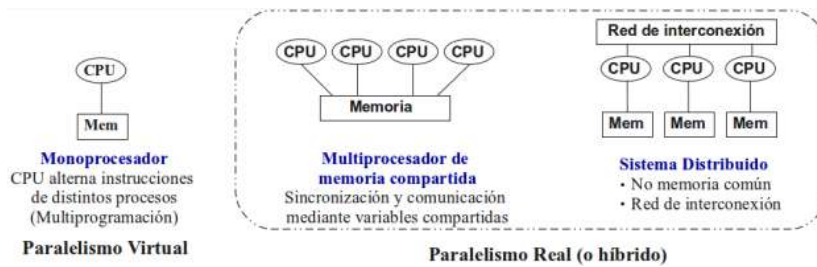 CPU
Mem
Monoprocesador
CPU alterna instrucciones
de distintos procesos
(Multiprogramación)
Paralelismo Virtual
CPU CPU CPU CPU
Memoria
Multiprocesador de
memoria compartida
Sincronización y comunicación
mediante variables compartidas
Red de interconexión
CPU CPU CPU
Mem Mem Mem
Sistema Distribuido
· No memoria común
· Red de interconexión
Paralelismo Real (o híbrido)